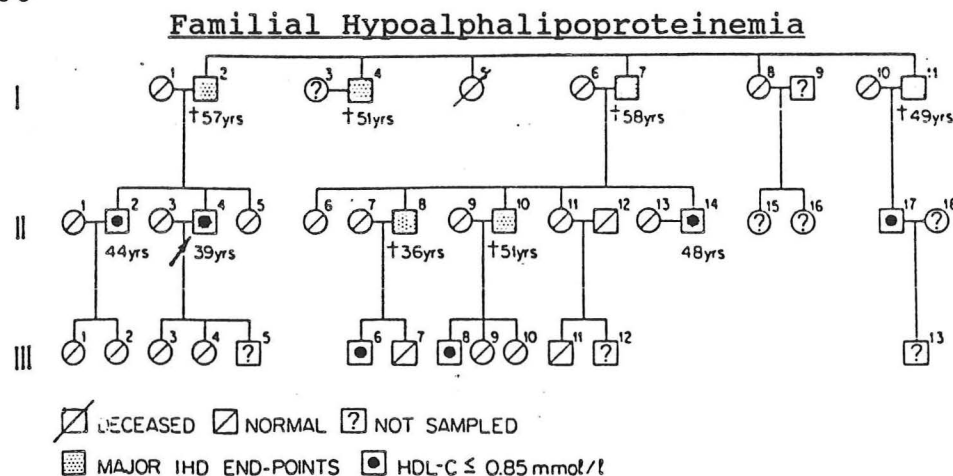 Familial Hypoalphalipoproteinemia
1 2 3 4 5 6 7 8 9 10 11
I ? ?
†57yrs †51yrs †58yrs †49yrs
1 2 3 4 5 6 7 8 9 10 11 12 13 14 15 16 17 18
II ? ? ?
44yrs 39yrs †36yrs †51yrs 48yrs
1 2 3 4 5 6 7 8 9 10 11 12 13
III ? ? ?
DECEASED NORMAL ? NOT SAMPLED
MAJOR IHD END-POINTS HDL-C ≤ 0.85 mmol/l